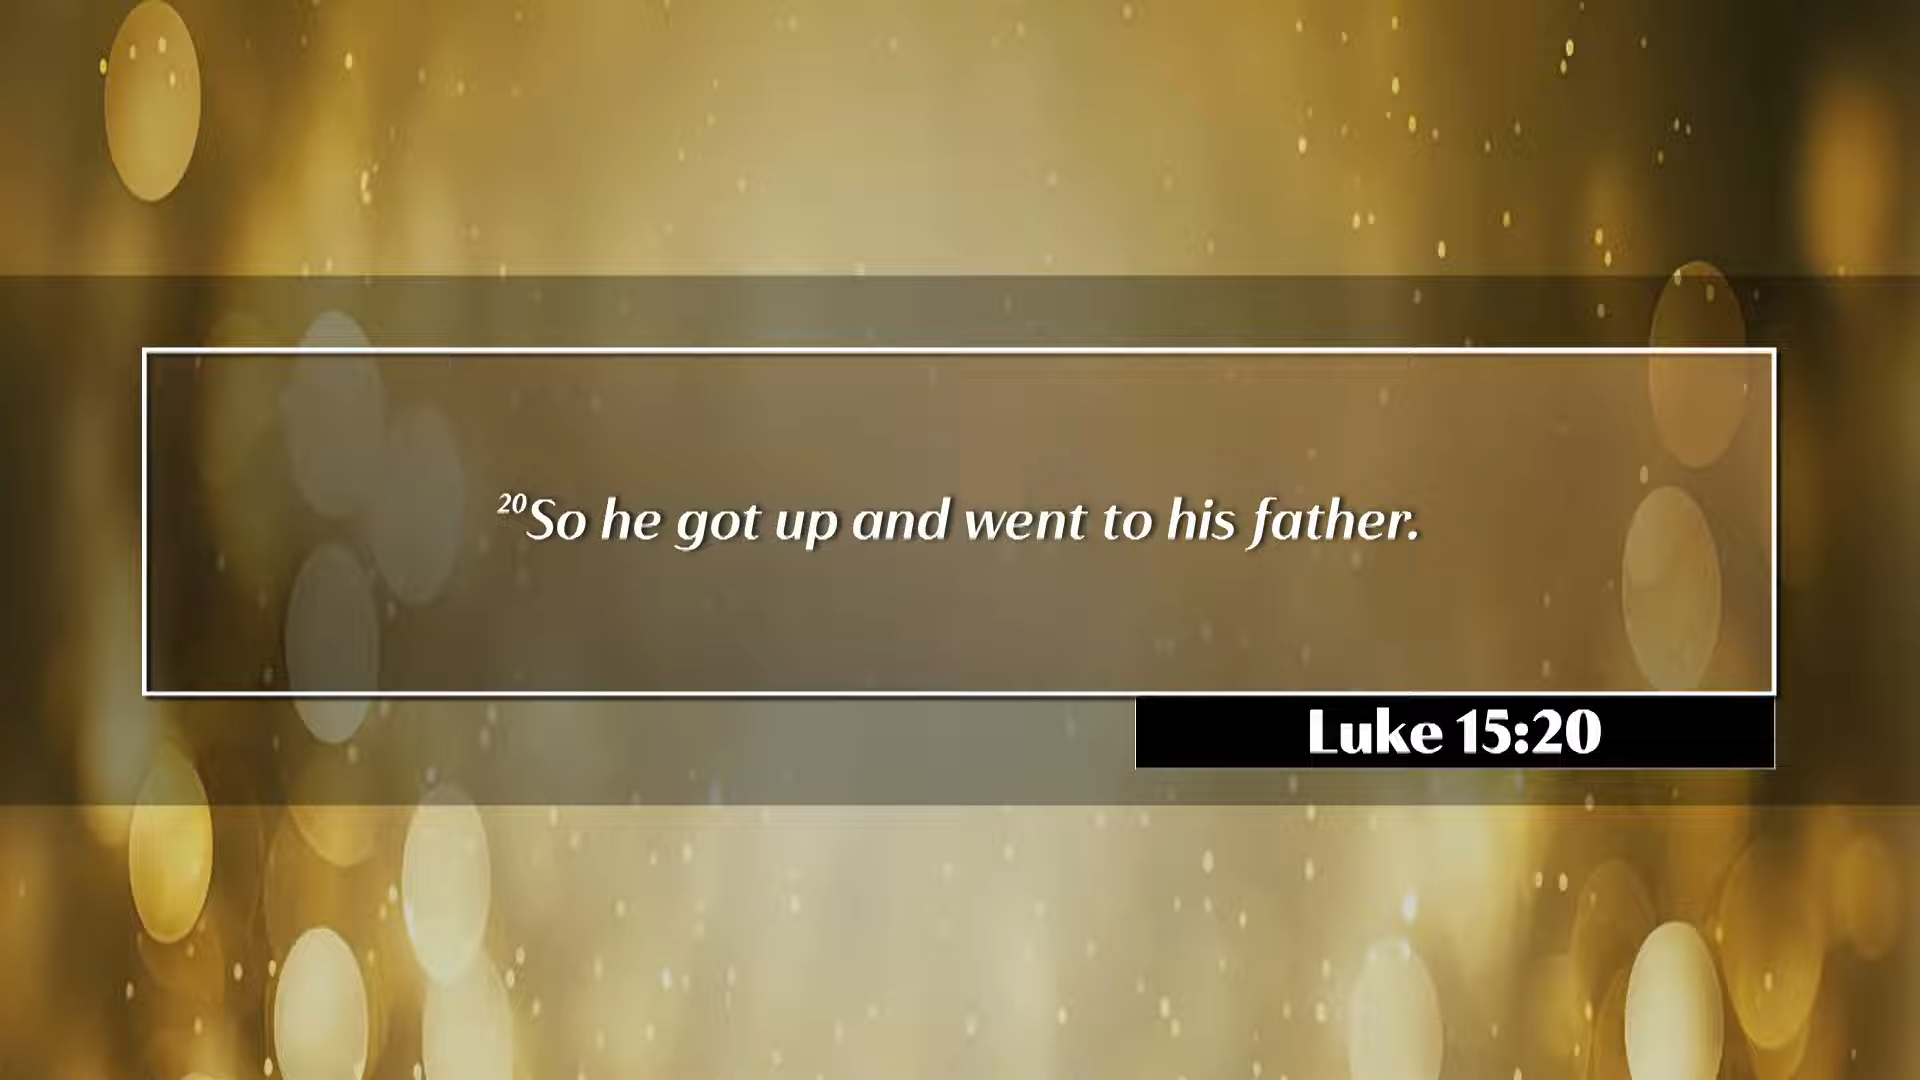 20So he got up and went to his father.
Luke 15:20